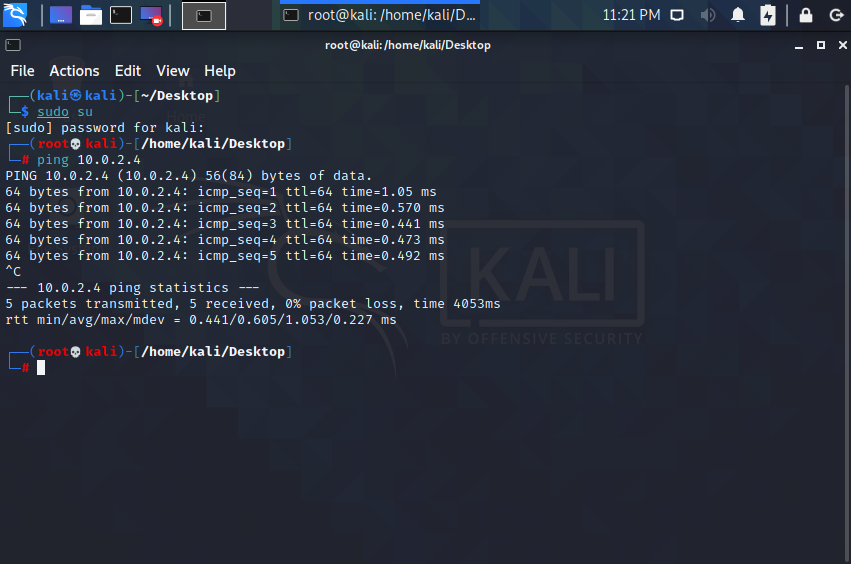 root@kali: /home/kali/D...
11:21 PM
root@kali: /home/kali/Desktop
File Actions Edit View Help
┌──(kali㉿kali)-[~/Desktop]
└─$ sudo su
[sudo] password for kali:
┌──(root💀kali)-[/home/kali/Desktop]
└─# ping 10.0.2.4
PING 10.0.2.4 (10.0.2.4) 56(84) bytes of data.
64 bytes from 10.0.2.4: icmp_seq=1 ttl=64 time=1.05 ms
64 bytes from 10.0.2.4: icmp_seq=2 ttl=64 time=0.570 ms
64 bytes from 10.0.2.4: icmp_seq=3 ttl=64 time=0.441 ms
64 bytes from 10.0.2.4: icmp_seq=4 ttl=64 time=0.473 ms
64 bytes from 10.0.2.4: icmp_seq=5 ttl=64 time=0.492 ms
^C
--- 10.0.2.4 ping statistics ---
5 packets transmitted, 5 received, 0% packet loss, time 4053ms
rtt min/avg/max/mdev = 0.441/0.605/1.053/0.227 ms
┌──(root💀kali)-[/home/kali/Desktop]
└─#
KALI
BY OFFENSIVE SECURITY